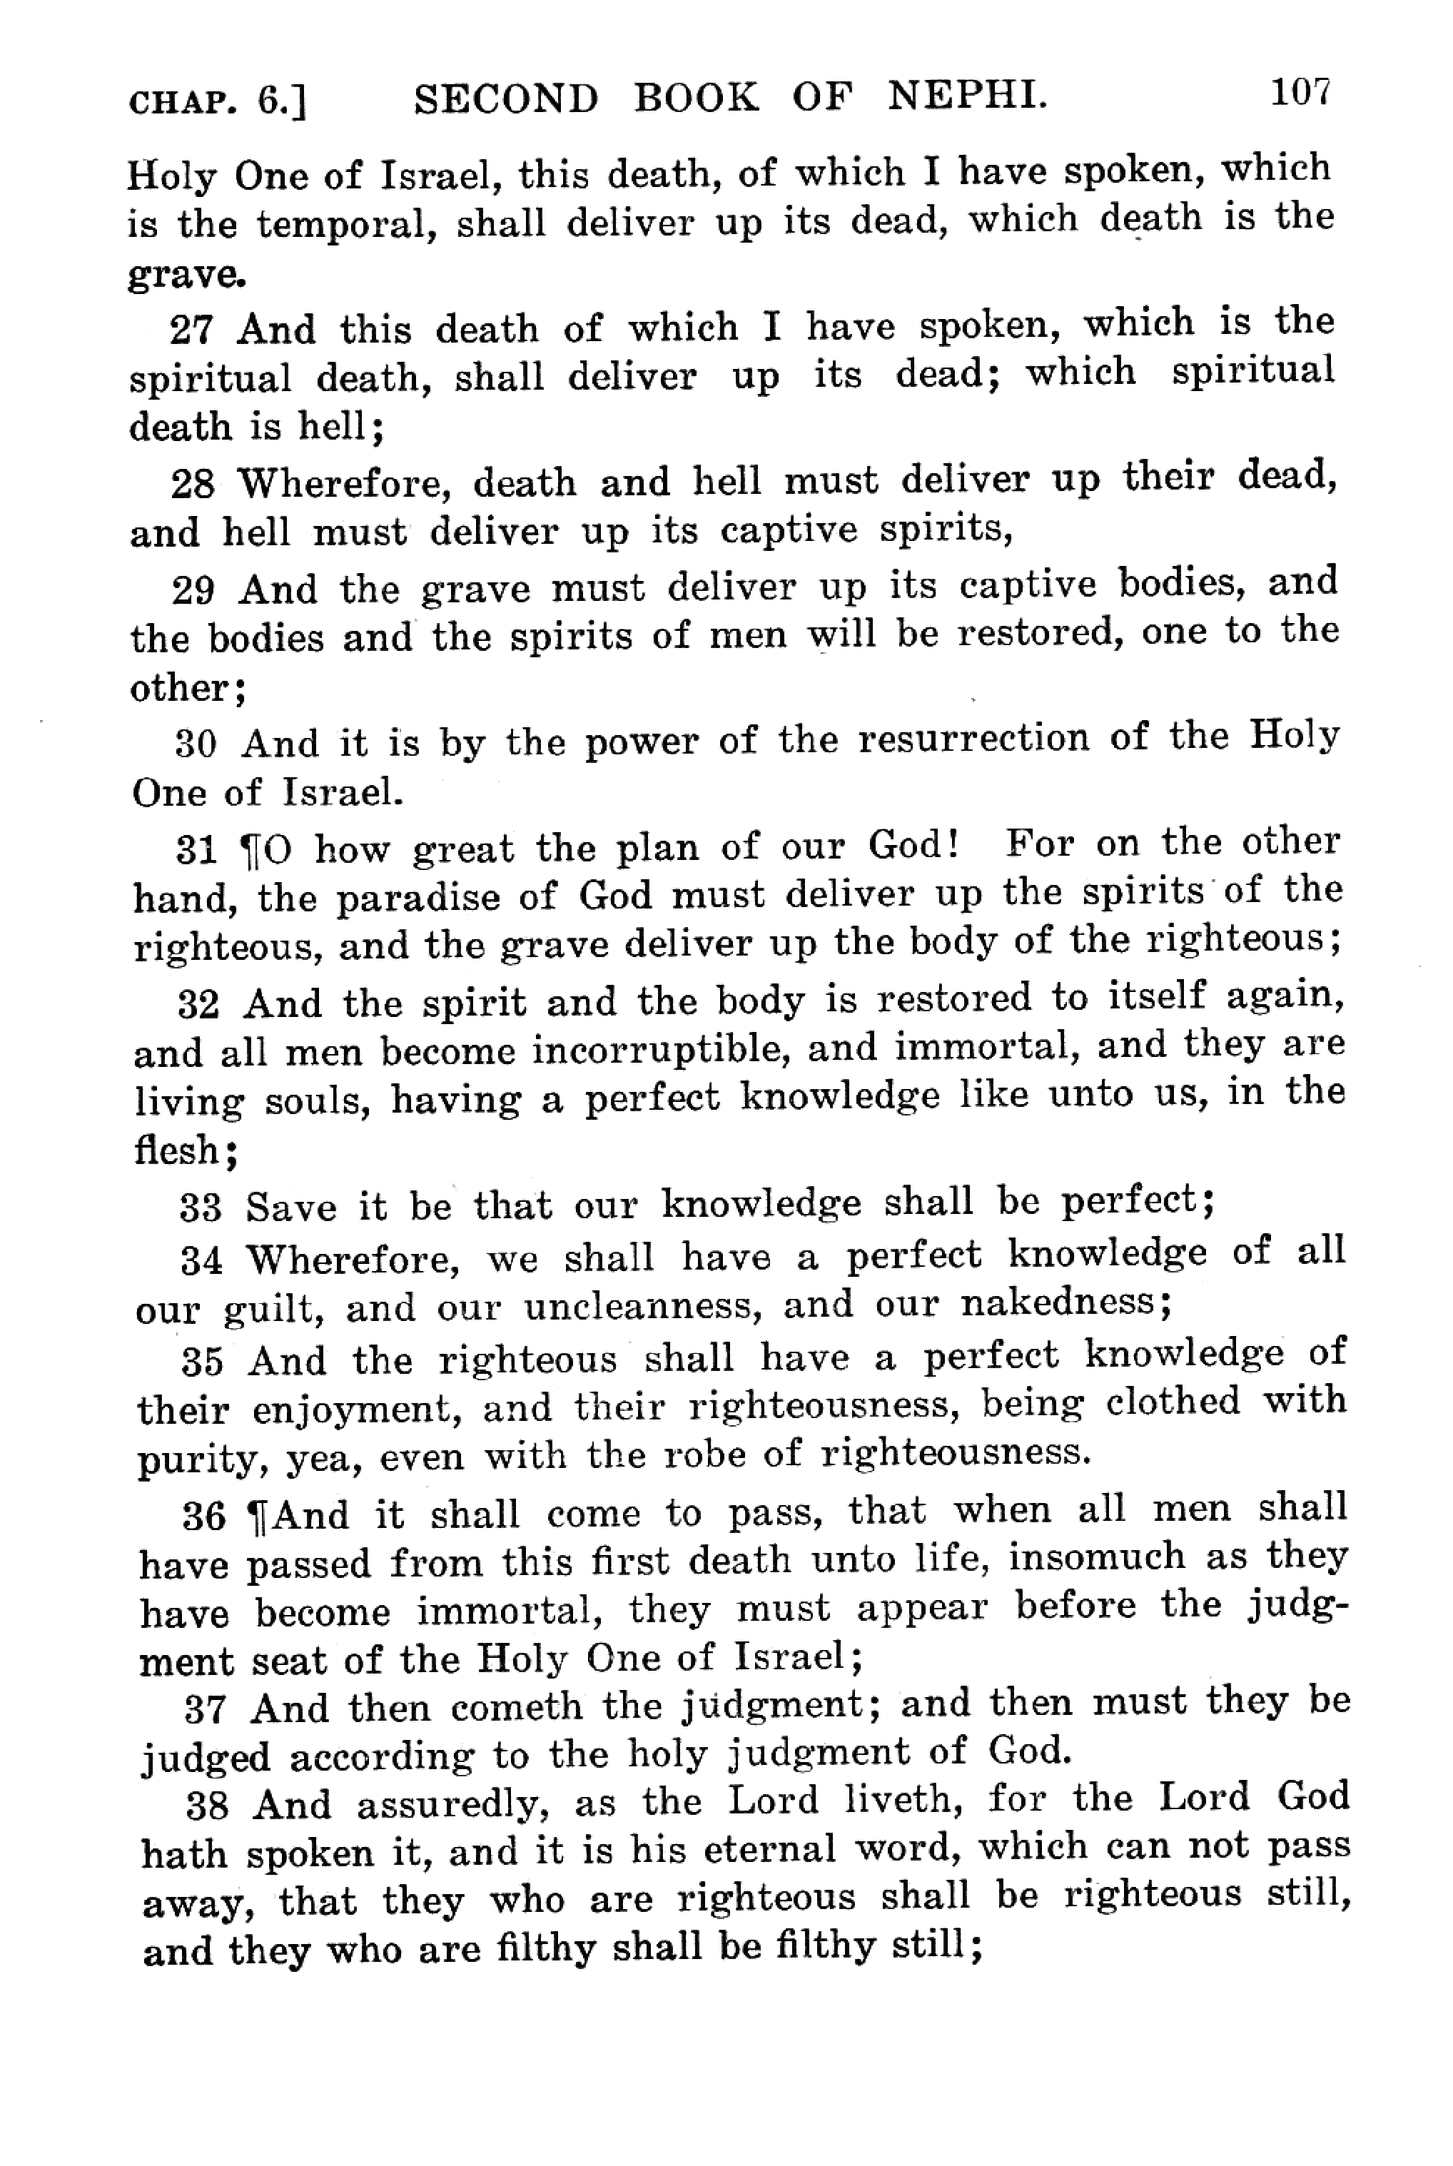 CHAP. 6.] SECOND BOOK OF NEPHI. 107
Holy One of Israel, this death, of which I have spoken, which
is the temporal, shall deliver up its dead, which death is the
grave.
27 And this death of which I have spoken, which is the
spiritual death, shall deliver up its dead; which spiritual
death is hell;
28 Wherefore, death and hell must deliver up their dead,
and hell must deliver up its captive spirits,
29 And the grave must deliver up its captive bodies, and
the bodies and the spirits of men will be restored, one to the
other;
30 And it is by the power of the resurrection of the Holy
One of Israel.
31 ¶O how great the plan of our God! For on the other
hand, the paradise of God must deliver up the spirits of the
righteous, and the grave deliver up the body of the righteous;
32 And the spirit and the body is restored to itself again,
and all men become incorruptible, and immortal, and they are
living souls, having a perfect knowledge like unto us, in the
flesh;
33 Save it be that our knowledge shall be perfect;
34 Wherefore, we shall have a perfect knowledge of all
our guilt, and our uncleanness, and our nakedness;
35 And the righteous shall have a perfect knowledge of
their enjoyment, and their righteousness, being clothed with
purity, yea, even with the robe of righteousness.
36 ¶And it shall come to pass, that when all men shall
have passed from this first death unto life, insomuch as they
have become immortal, they must appear before the judg-
ment seat of the Holy One of Israel;
37 And then cometh the judgment; and then must they be
judged according to the holy judgment of God.
38 And assuredly, as the Lord liveth, for the Lord God
hath spoken it, and it is his eternal word, which can not pass
away, that they who are righteous shall be righteous still,
and they who are filthy shall be filthy still;